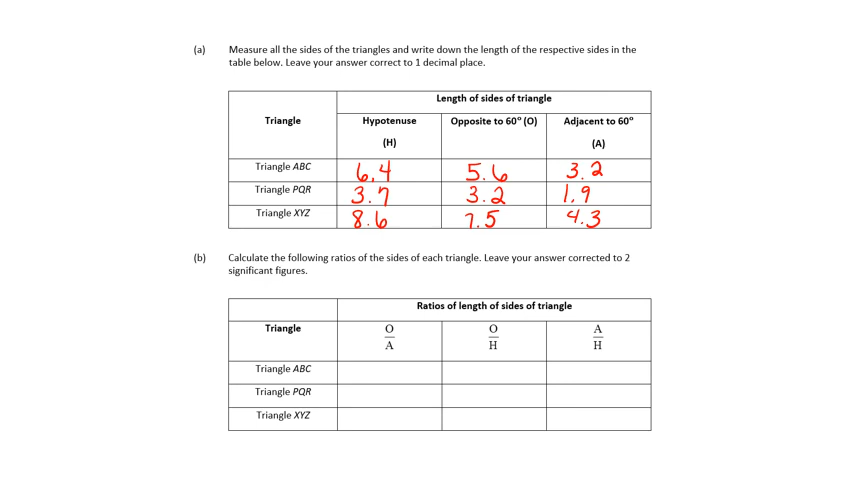 (a) Measure all the sides of the triangles and write down the length of the respective sides in the
table below. Leave your answer correct to 1 decimal place.
Length of sides of triangle
Triangle Hypotenuse Opposite to 60° (O) Adjacent to 60°
(H) (A)
Triangle ABC 6.4 5.6 3.2
Triangle PQR 3.7 3.2 1.9
Triangle XYZ 8.6 7.5 4.3
(b) Calculate the following ratios of the sides of each triangle. Leave your answer corrected to 2
significant figures.
Ratios of length of sides of triangle
Triangle O/A O/H A/H
Triangle ABC
Triangle PQR
Triangle XYZ